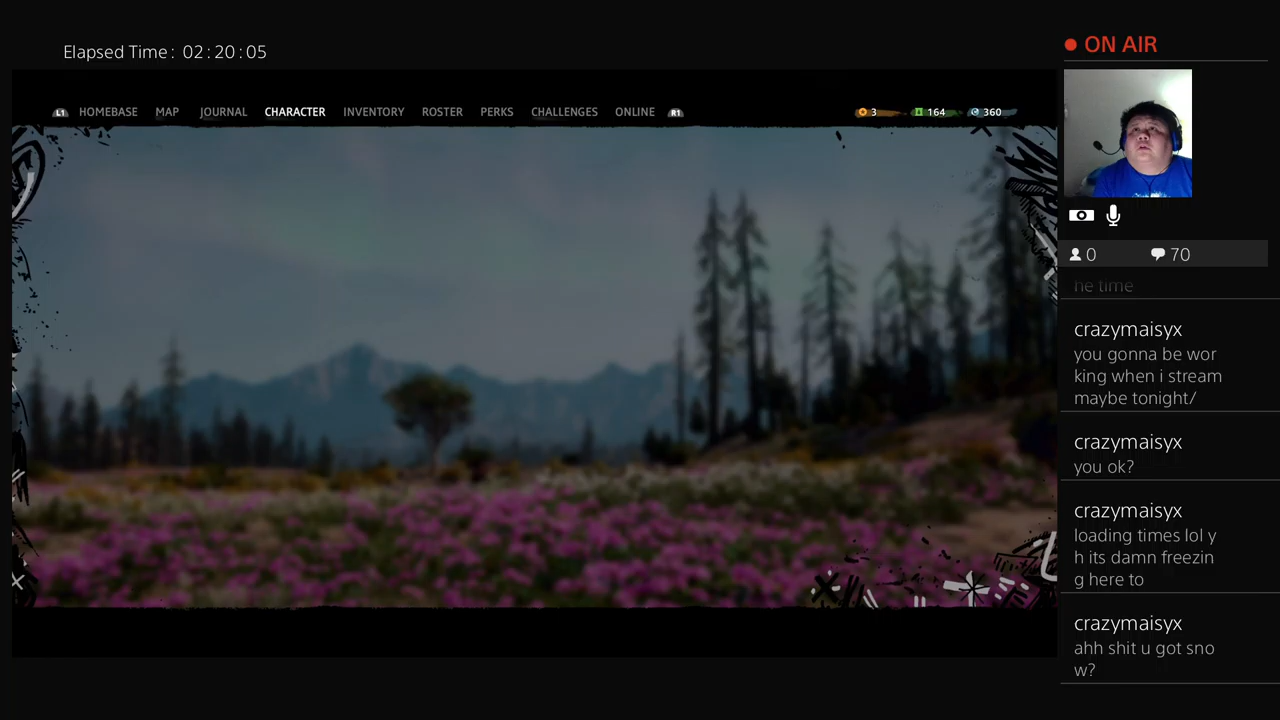 Elapsed Time: 02:20:05
ON AIR
L1 HOMEBASE MAP JOURNAL CHARACTER INVENTORY ROSTER PERKS CHALLENGES ONLINE R1
3 164 360
0 70
he time
crazymaisyx
you gonna be wor
king when i stream
maybe tonight/
crazymaisyx
you ok?
crazymaisyx
loading times lol y
h its damn freezin
g here to
crazymaisyx
ahh shit u got sno
w?